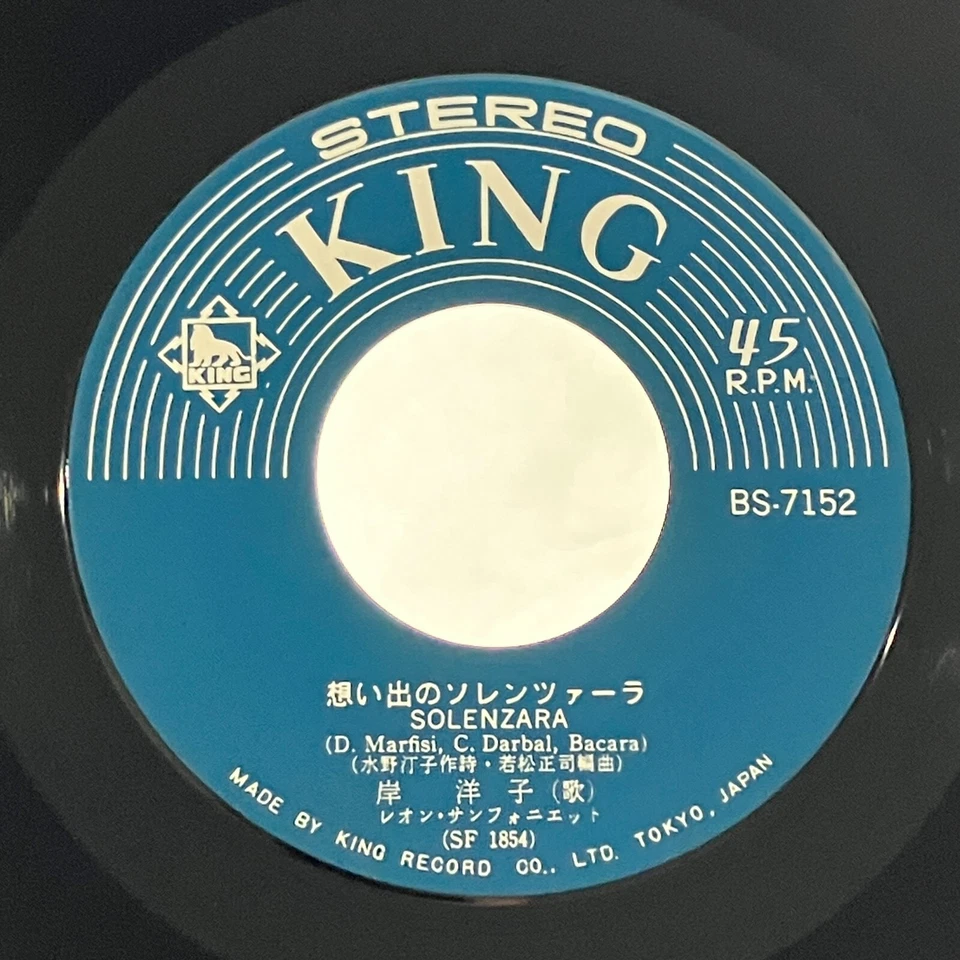 STEREO
KING
KING
45
R.P.M.
BS-7152
想い出のソレンツァーラ
SOLENZARA
(D. Marfisi, C. Darbal, Bacara)
(水野汀子作詩・若松正司編曲)
岸 洋子(歌)
レオン・サンフォニエット
(SF 1854)
MADE BY KING RECORD CO., LTD. TOKYO, JAPAN